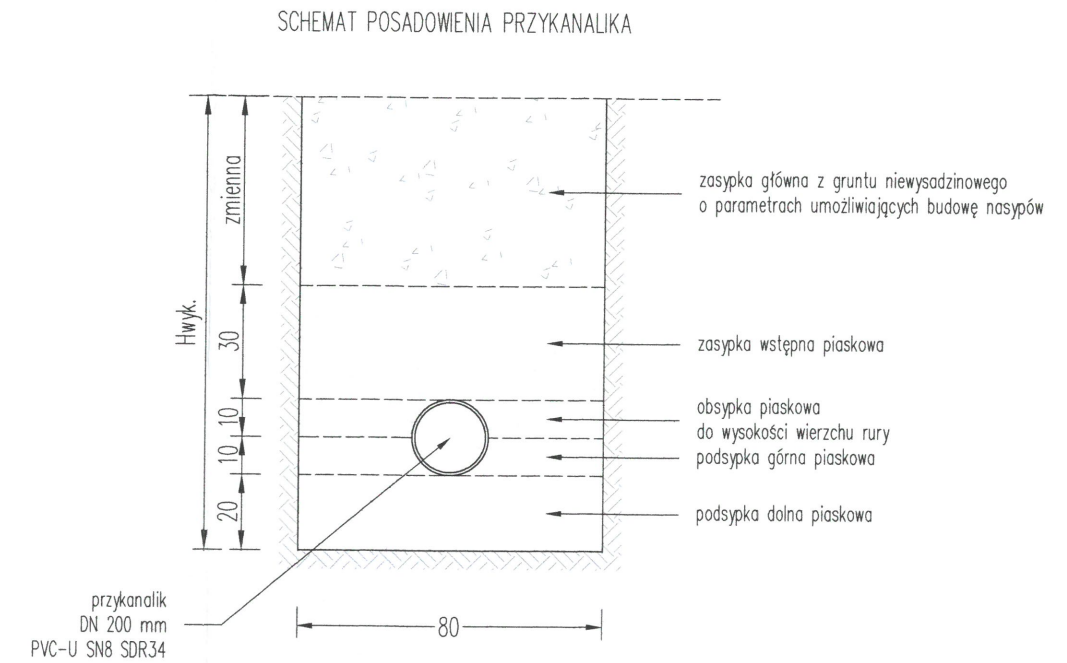 SCHEMAT POSADOWIENIA PRZYKANALIKA
zmienna
zasypka główna z gruntu niewysadzinowego
o parametrach umożliwiających budowę nasypów
Hwyk.
30
zasypka wstępna piaskowa
10
obsypka piaskowa
do wysokości wierzchu rury
10
podsypka górna piaskowa
20
podsypka dolna piaskowa
przykanalik
DN 200 mm
PVC-U SN8 SDR34
80